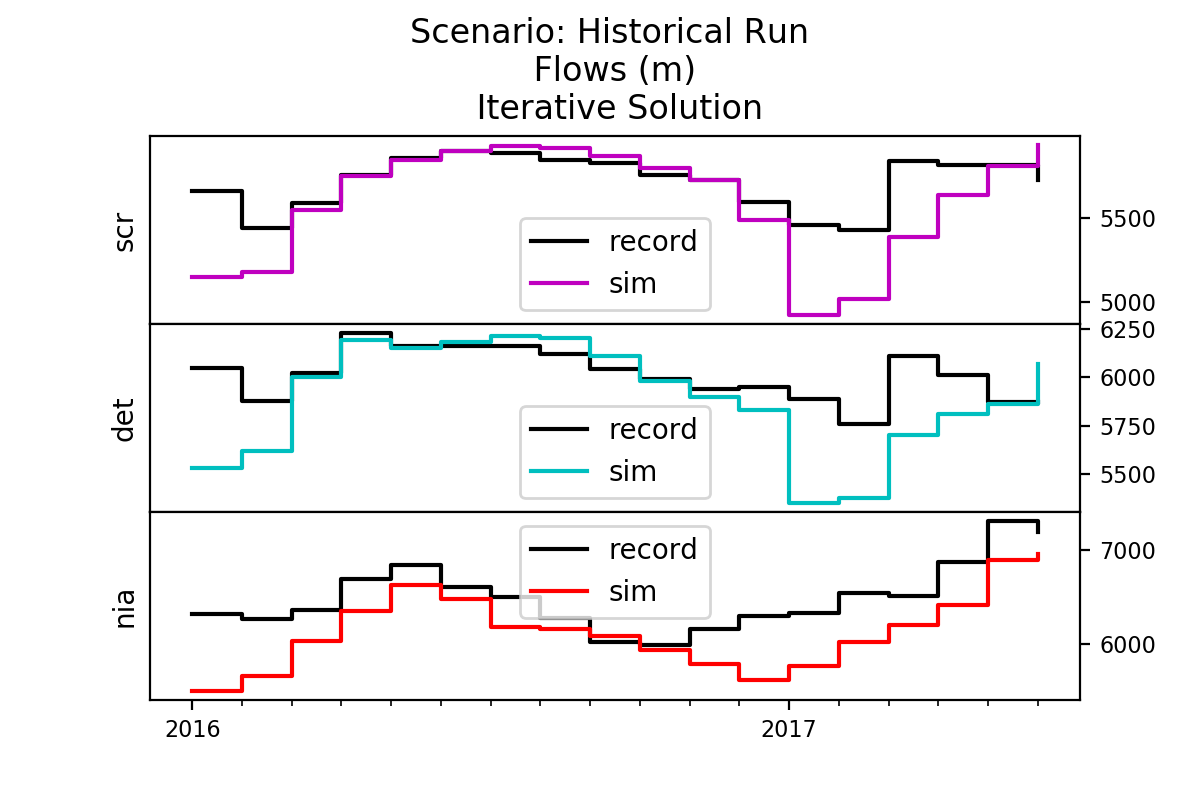 Scenario: Historical Run
Flows (m)
Iterative Solution
scr
record
sim
5500
5000
det
record
sim
6250
6000
5750
5500
nia
record
sim
7000
6000
2016
2017